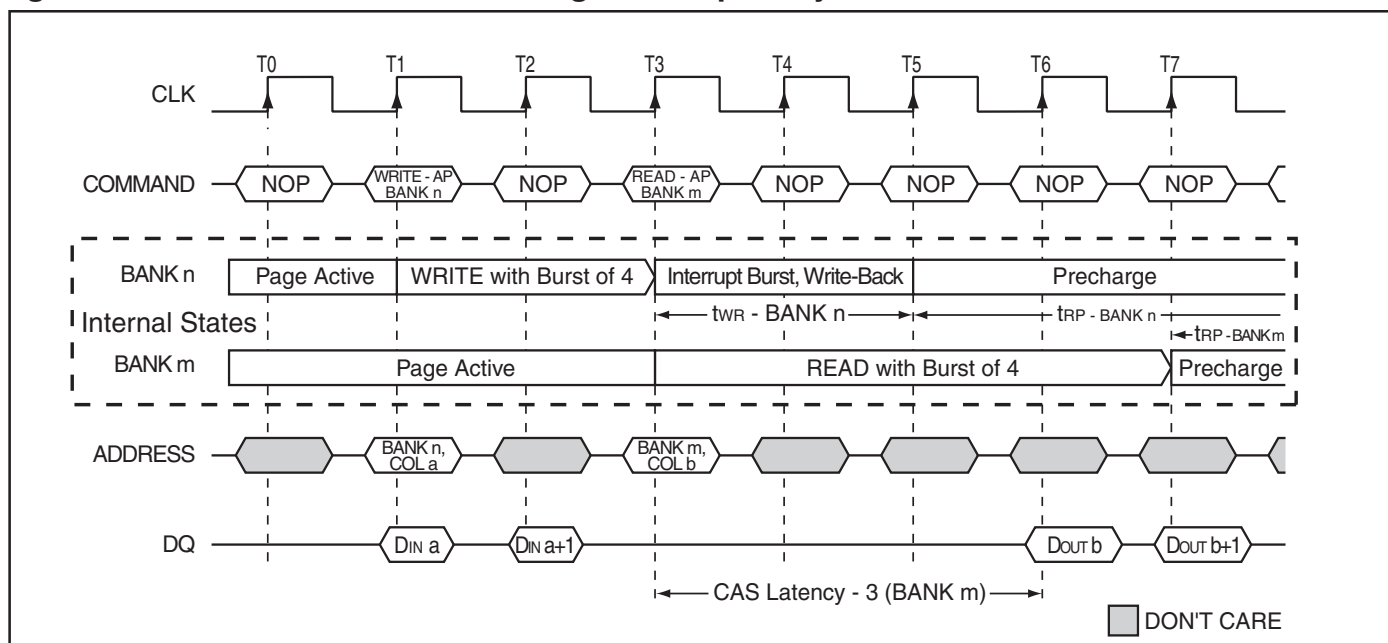 T0 T1 T2 T3 T4 T5 T6 T7
CLK
COMMAND NOP WRITE - AP BANK n NOP READ - AP BANK m NOP NOP NOP NOP
BANK n Page Active WRITE with Burst of 4 Interrupt Burst, Write-Back Precharge
tWR - BANK n tRP - BANK n
Internal States
tRP - BANK m
BANK m Page Active READ with Burst of 4 Precharge
ADDRESS BANK n, COL a BANK m, COL b
DQ DIN a DIN a+1 DOUT b DOUT b+1
CAS Latency - 3 (BANK m)
DON'T CARE